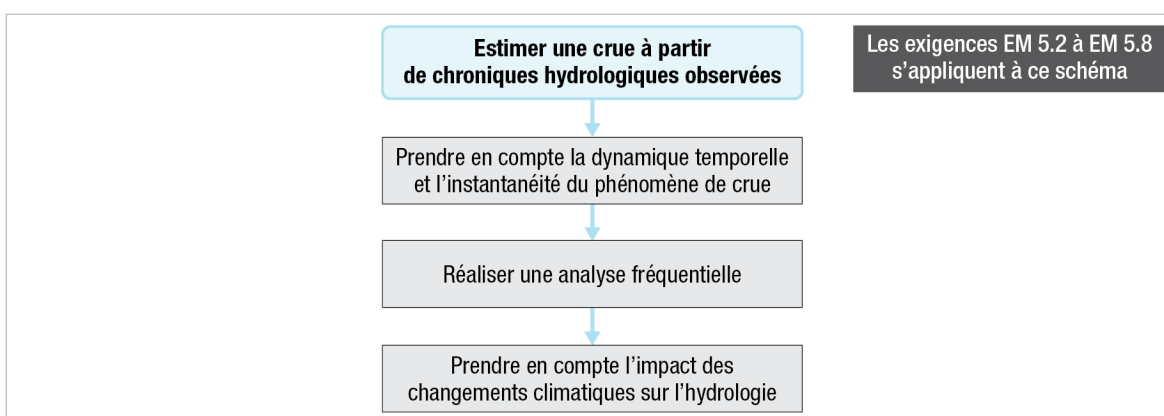 Estimer une crue à partir
de chroniques hydrologiques observées
Les exigences EM 5.2 à EM 5.8
s’appliquent à ce schéma
Prendre en compte la dynamique temporelle
et l’instantanéité du phénomène de crue
Réaliser une analyse fréquentielle
Prendre en compte l’impact des
changements climatiques sur l’hydrologie